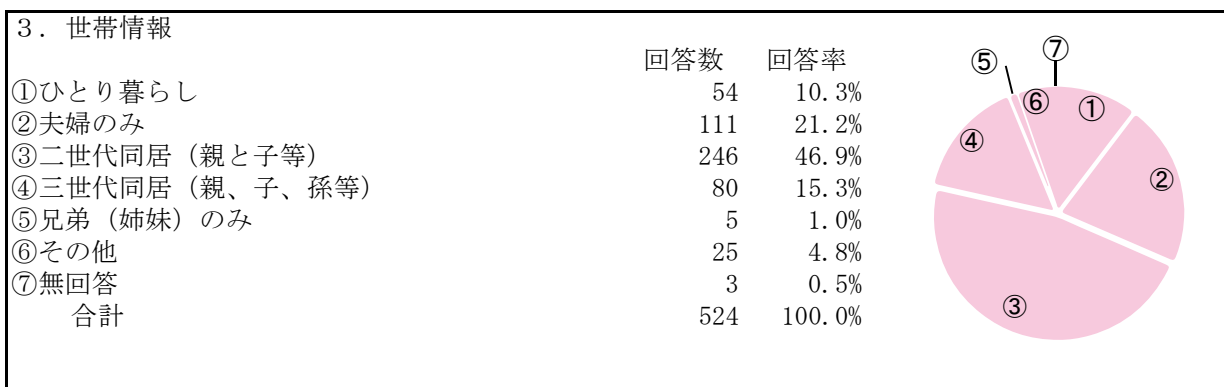 ３．世帯情報
回答数 回答率
①ひとり暮らし 54 10.3%
②夫婦のみ 111 21.2%
③二世代同居（親と子等） 246 46.9%
④三世代同居（親、子、孫等） 80 15.3%
⑤兄弟（姉妹）のみ 5 1.0%
⑥その他 25 4.8%
⑦無回答 3 0.5%
合計 524 100.0%
⑦
⑤
⑥
①
④
②
③